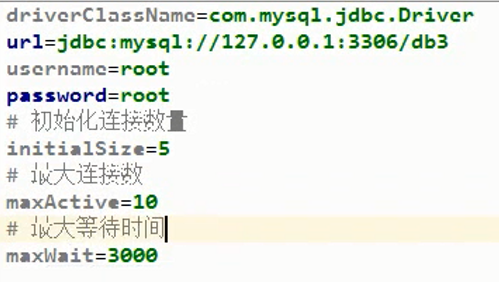 driverClassName=com.mysql.jdbc.Driver
url=jdbc:mysql://127.0.0.1:3306/db3
username=root
password=root
# 初始化连接数量
initialSize=5
# 最大连接数
maxActive=10
# 最大等待时间
maxWait=3000